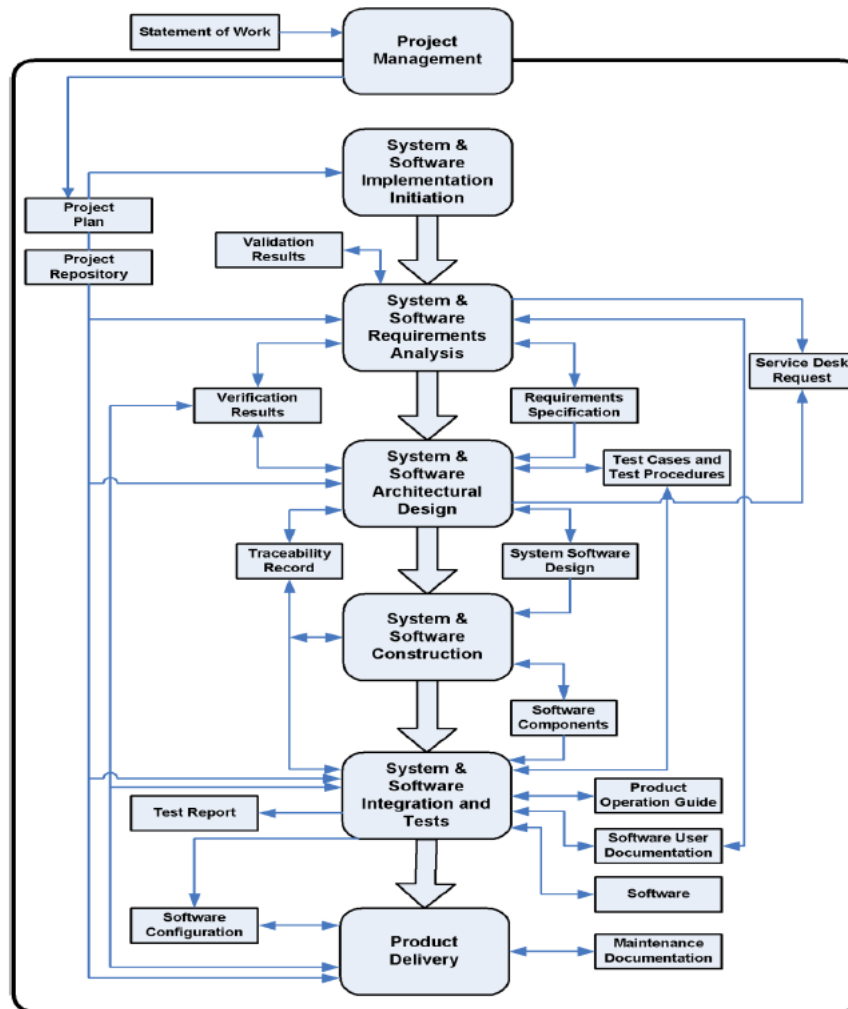 Statement of Work
Project
Management
System &
Software
Implementation
Initiation
Project
Plan
Validation
Results
Project
Repository
System &
Software
Requirements
Analysis
Service Desk
Request
Verification
Results
Requirements
Specification
System &
Software
Architectural
Design
Test Cases and
Test Procedures
Traceability
Record
System Software
Design
System &
Software
Construction
Software
Components
System &
Software
Integration and
Tests
Product
Operation Guide
Test Report
Software User
Documentation
Software
Software
Configuration
Product
Delivery
Maintenance
Documentation